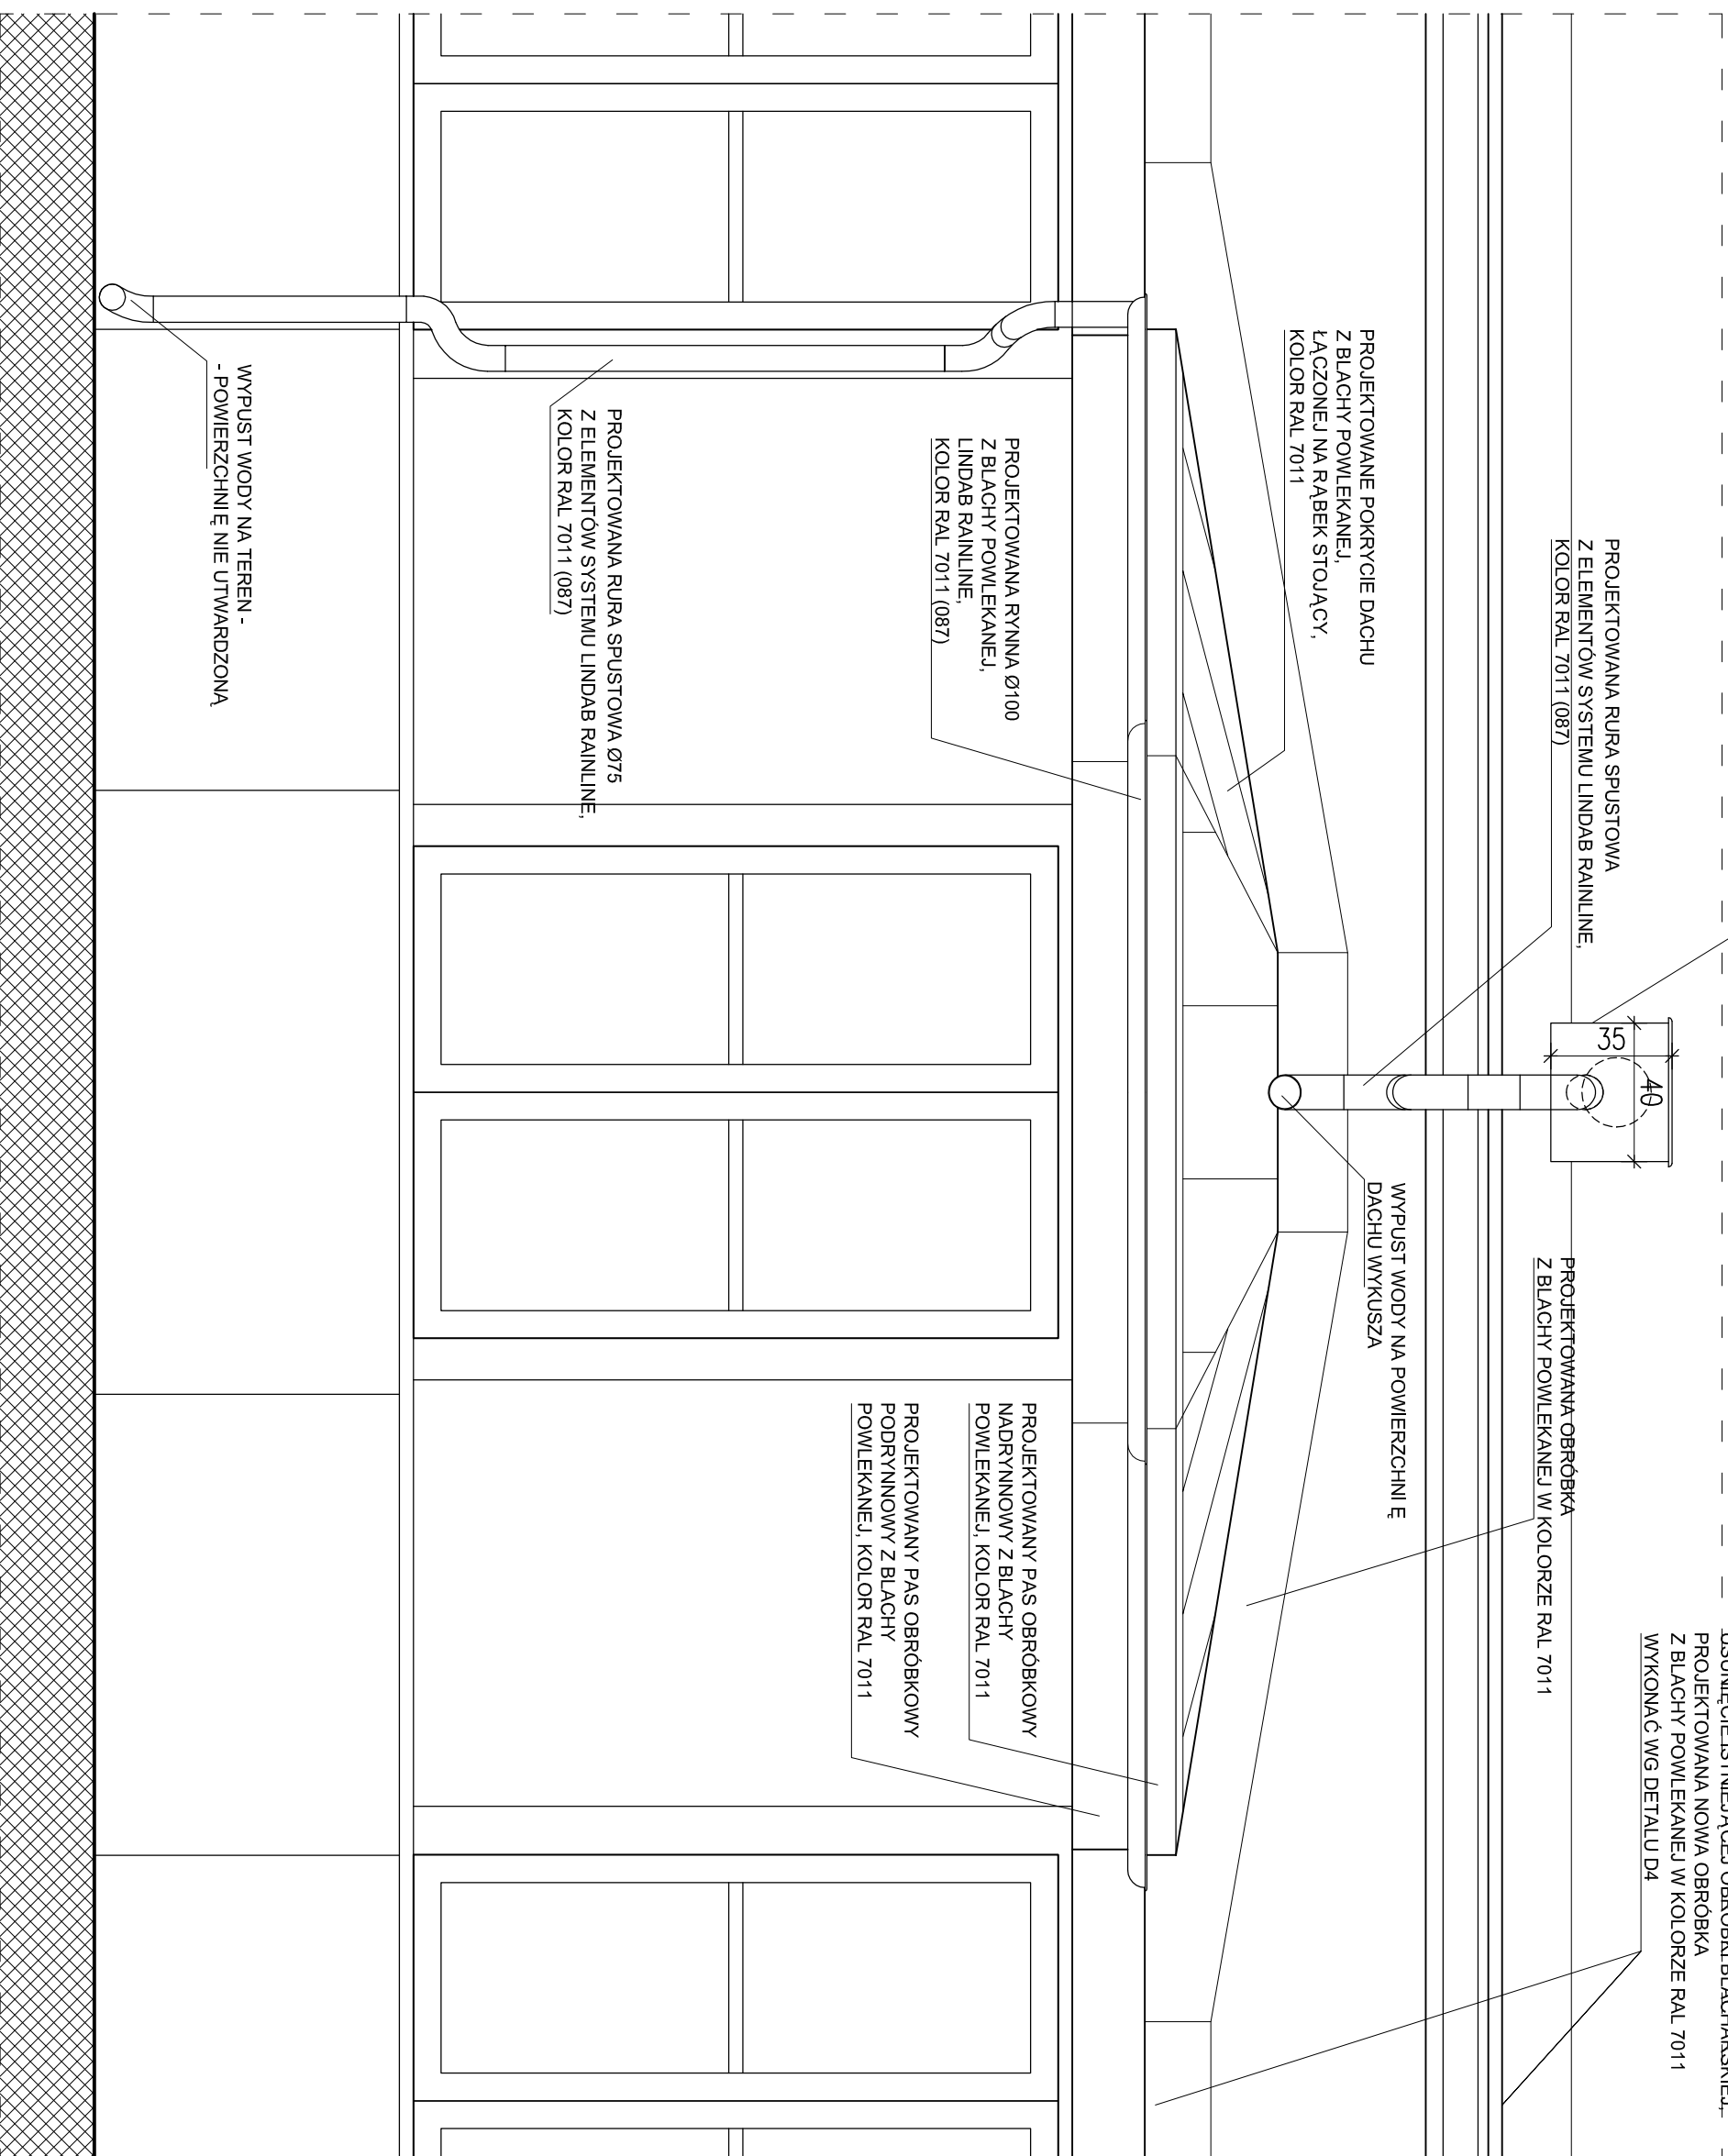 USUNIĘCIE ISTNIEJĄCEJ OBRÓBKI BLACHARSKIEJ,
PROJEKTOWANA NOWA OBRÓBKA
Z BLACHY POWLEKANEJ W KOLORZE RAL 7011
WYKONAĆ WG DETALU D4
PROJEKTOWANA RURA SPUSTOWA
Z ELEMENTÓW SYSTEMU LINDAB RAINLINE,
KOLOR RAL 7011 (087)
40
35
PROJEKTOWANA OBRÓBKA
Z BLACHY POWLEKANEJ W KOLORZE RAL 7011
PROJEKTOWANE POKRYCIE DACHU
Z BLACHY POWLEKANEJ,
ŁĄCZONEJ NA RĄBEK STOJĄCY,
KOLOR RAL 7011
WYPUST WODY NA POWIERZCHNIĘ
DACHU WYKUSZA
PROJEKTOWANA RYNNA Ø100
Z BLACHY POWLEKANEJ,
LINDAB RAINLINE,
KOLOR RAL 7011 (087)
PROJEKTOWANY PAS OBRÓBKOWY
NADRYNNOWY Z BLACHY
POWLEKANEJ, KOLOR RAL 7011
PROJEKTOWANY PAS OBRÓBKOWY
PODRYNNOWY Z BLACHY
POWLEKANEJ, KOLOR RAL 7011
PROJEKTOWANA RURA SPUSTOWA Ø75
Z ELEMENTÓW SYSTEMU LINDAB RAINLINE,
KOLOR RAL 7011 (087)
WYPUST WODY NA TEREN -
- POWIERZCHNIĘ NIE UTWARDZONĄ